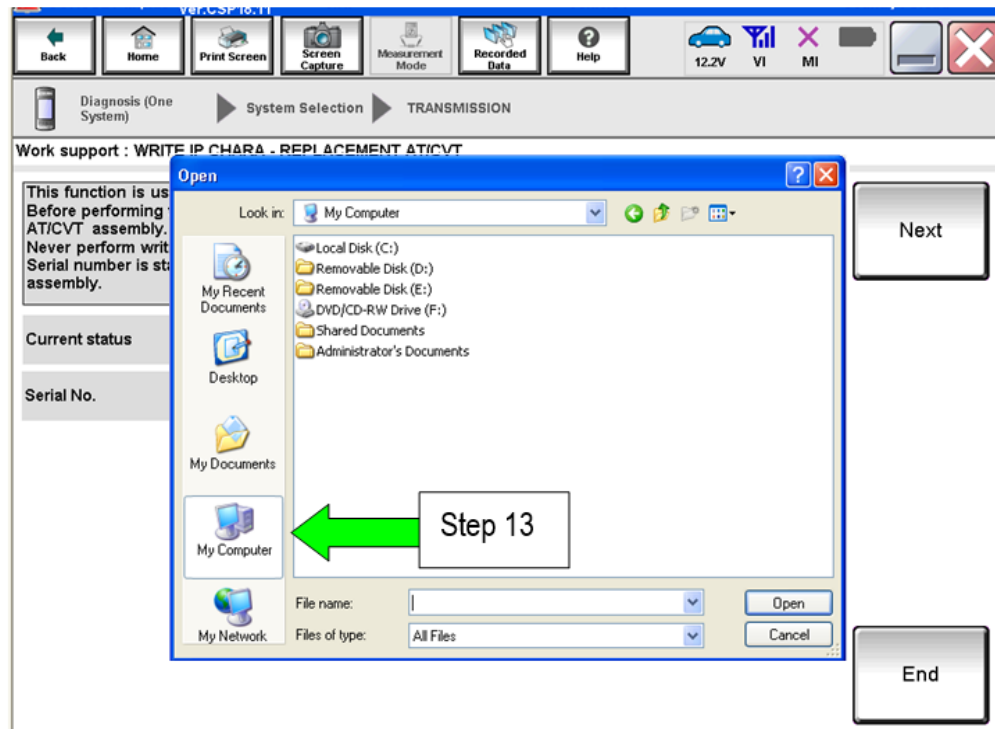 Ver.CSP18.11
Back
Home
Print Screen
Screen Capture
Measurement Mode
Recorded Data
Help
12.2V
VI
MI
Diagnosis (One System)
System Selection
TRANSMISSION
Work support : WRITE IP CHARA - REPLACEMENT AT/CVT
This function is us
Before performing
AT/CVT assembly.
Never perform writ
Serial number is sta
assembly.
Current status
Serial No.
Open
Look in:
My Computer
My Recent Documents
Desktop
My Documents
My Computer
My Network
Local Disk (C:)
Removable Disk (D:)
Removable Disk (E:)
DVD/CD-RW Drive (F:)
Shared Documents
Administrator's Documents
Step 13
File name:
Open
Files of type:
All Files
Cancel
Next
End